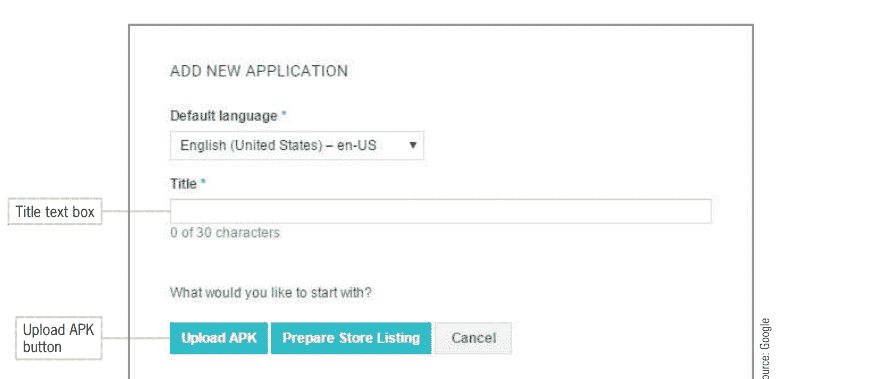 ADD NEW APPLICATION
Default language *
English (United States) – en-US
Title *
Title text box
0 of 30 characters
What would you like to start with?
Upload APK
button
Upload APK
Prepare Store Listing
Cancel
ource: Google